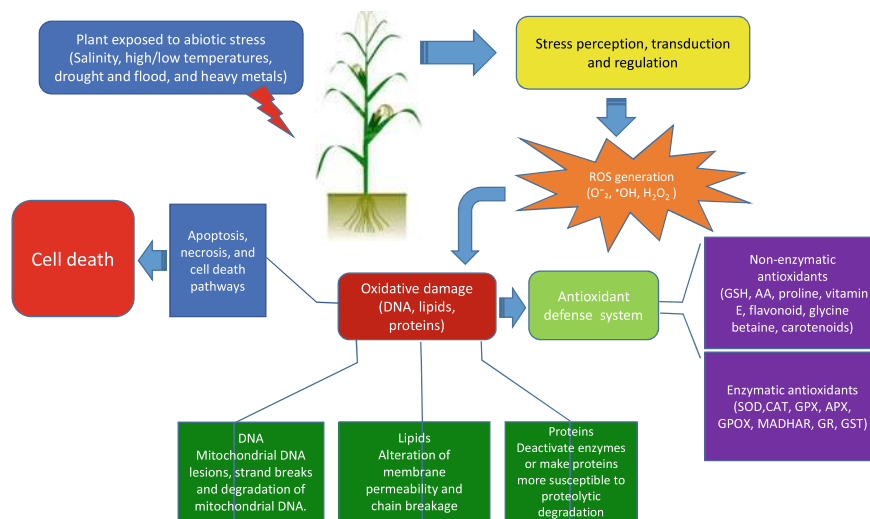 Plant exposed to abiotic stress
(Salinity, high/low temperatures,
drought and flood, and heavy metals)
Stress perception, transduction
and regulation
ROS generation
(O⁻₂, •OH, H₂O₂ )
Cell death
Apoptosis,
necrosis, and
cell death
pathways
Oxidative damage
(DNA, lipids,
proteins)
Antioxidant
defense system
Non-enzymatic
antioxidants
(GSH, AA, proline, vitamin
E, flavonoid, glycine
betaine, carotenoids)
Enzymatic antioxidants
(SOD,CAT, GPX, APX,
GPOX, MADHAR, GR, GST)
DNA
Mitochondrial DNA
lesions, strand breaks
and degradation of
mitochondrial DNA.
Lipids
Alteration of
membrane
permeability and
chain breakage
Proteins
Deactivate enzymes
or make proteins
more susceptible to
proteolytic
degradation